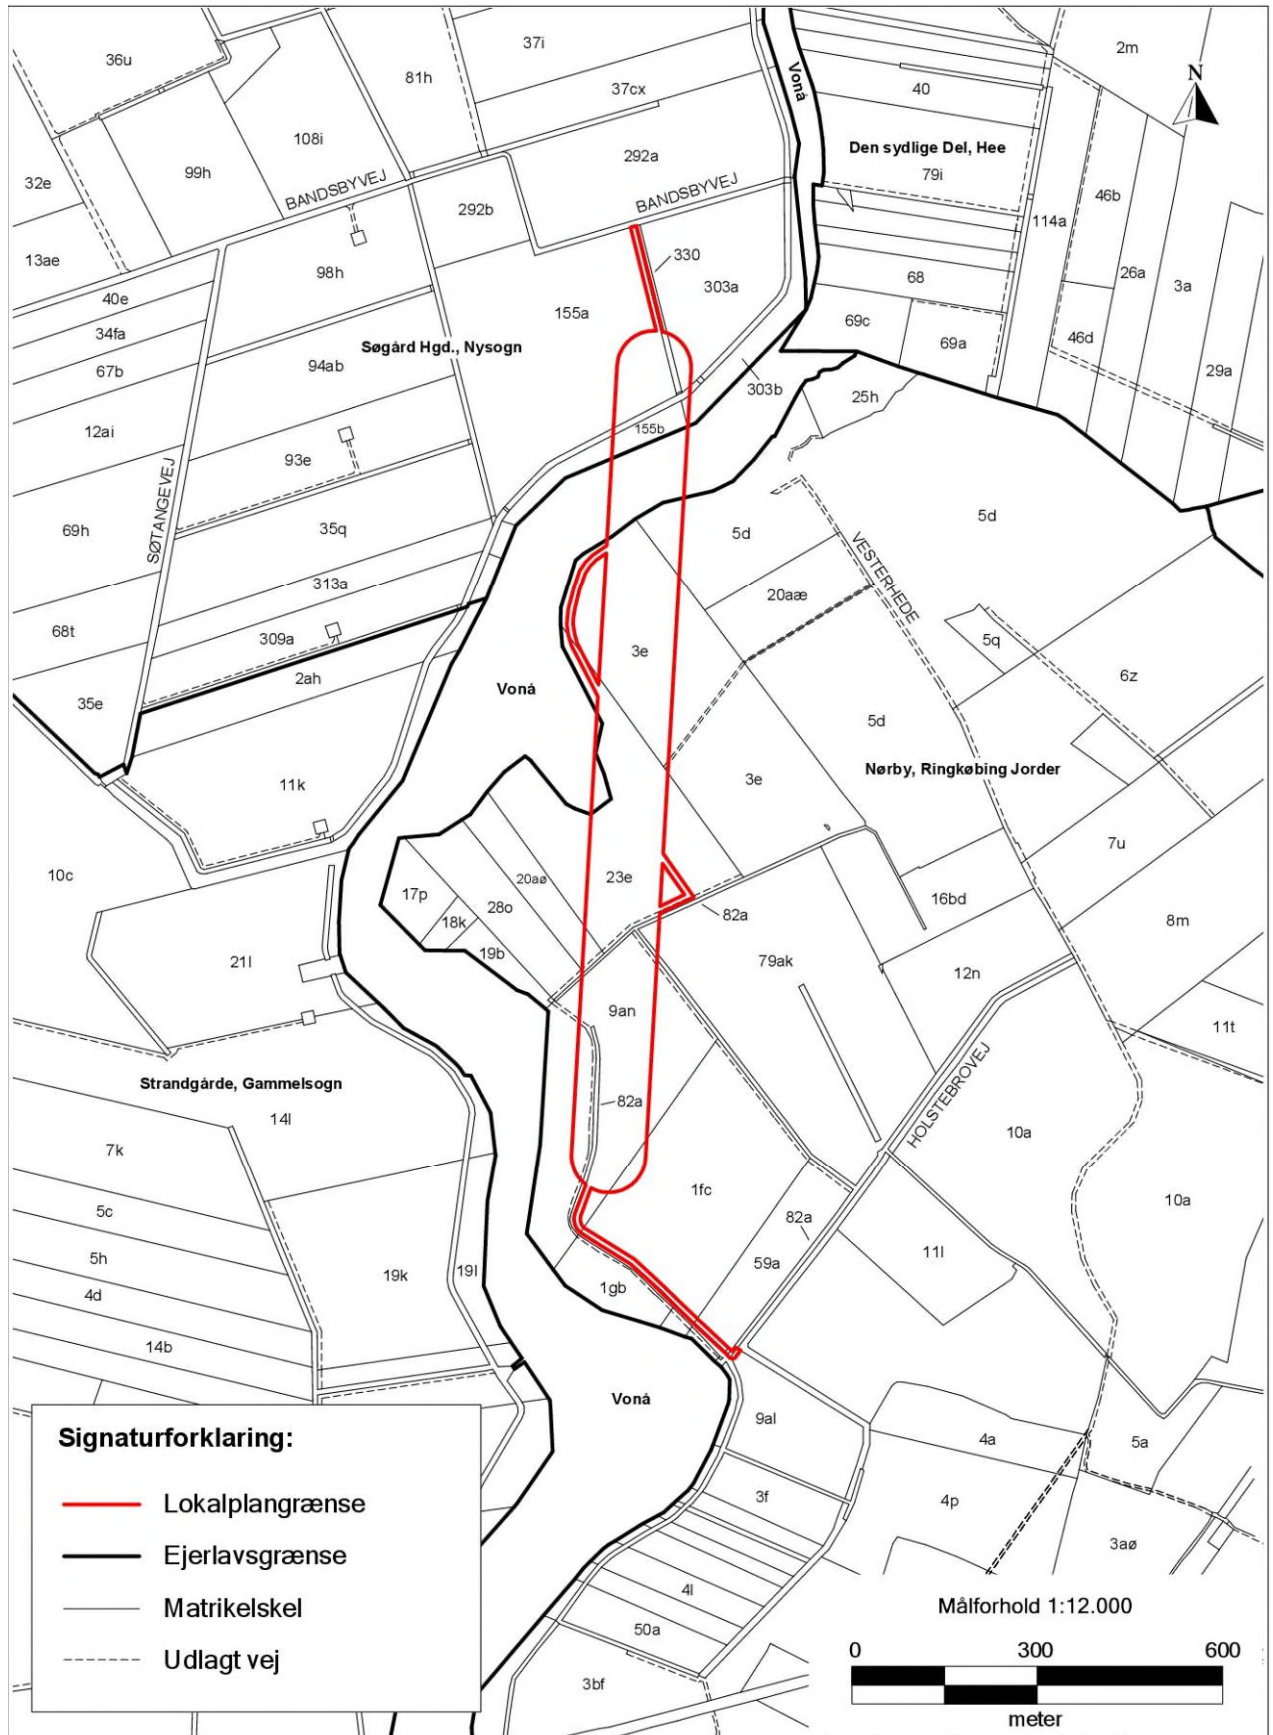 36u
37i
2m
81h
37cx
N
Voná
40
108i
Den sydlige Del, Hee
292a
99h
79i
32e
46b
BANDSBYVEJ
BANDSBYVEJ
292b
114a
13ae
330
98h
26a
3a
68
303a
40e
155a
34fa
69c
46d
Søgård Hgd., Nysogn
69a
94ab
67b
29a
303b
25h
12ai
155b
93e
SØTANGEVEJ
5d
35q
69h
5d
VESTERHEDE
313a
20aæ
68t
309a
5q
3e
2ah
6z
Voná
35e
5d
Nørby, Ringkøbing Jorder
3e
11k
7u
10c
20aø
23e
17p
28o
16bd
82a
18k
8m
19b
21l
79ak
12n
9an
11t
Strandgårde, Gammelsogn
HOLSTEBROVEJ
82a
14l
10a
7k
1fc
10a
5c
82a
11l
5h
59a
19k
19l
1gb
4d
14b
Voná
9al
Signaturforklaring:
4a
5a
Lokalplangrænse
3f
4p
Ejerlavsgrænse
3aø
4l
Matrikelskel
Målforhold 1:12.000
50a
Udlagt vej
0 300 600
3bf
meter